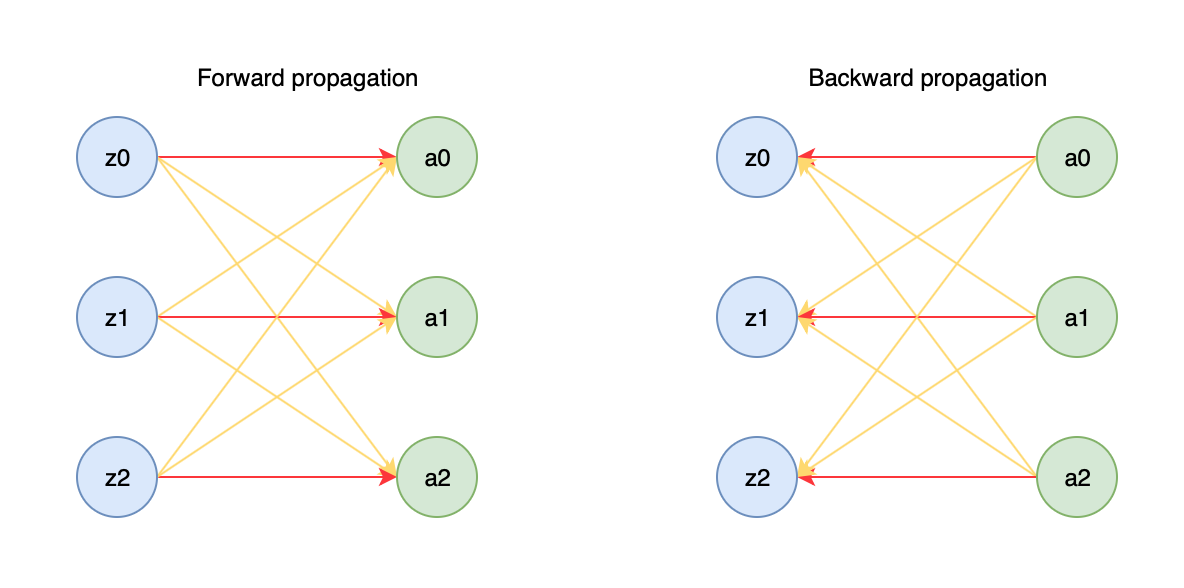 Forward propagation
z0
a0
z1
a1
z2
a2
Backward propagation
z0
a0
z1
a1
z2
a2